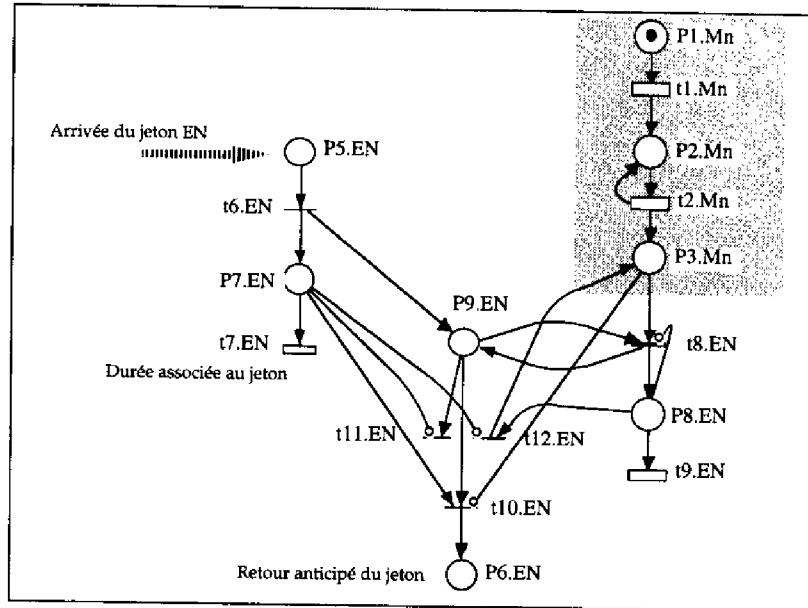 P1.Mn
t1.Mn
Arrivée du jeton EN
P5.EN
P2.Mn
t6.EN
t2.Mn
P7.EN
P3.Mn
P9.EN
t7.EN
t8.EN
Durée associée au jeton
P8.EN
t11.EN
t12.EN
t9.EN
t10.EN
Retour anticipé du jeton
P6.EN